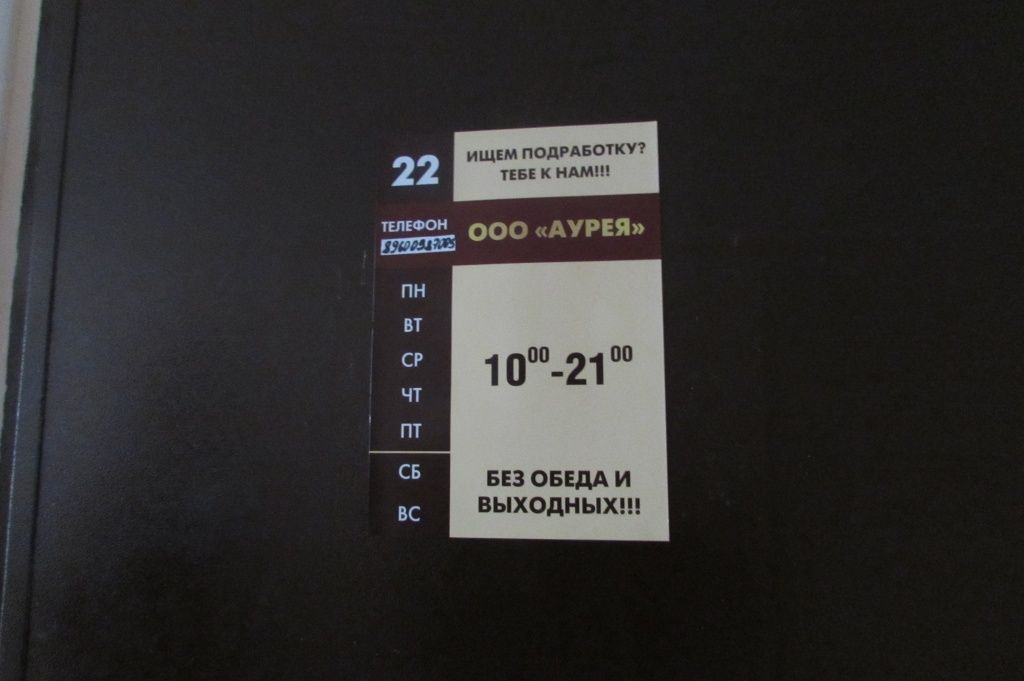 22
ИЩЕМ ПОДРАБОТКУ?
ТЕБЕ К НАМ!!!
ТЕЛЕФОН
ООО «АУРЕЯ»
ПН
ВТ
СР
ЧТ
ПТ
СБ
ВС
10⁰⁰-21⁰⁰
БЕЗ ОБЕДА И
ВЫХОДНЫХ!!!